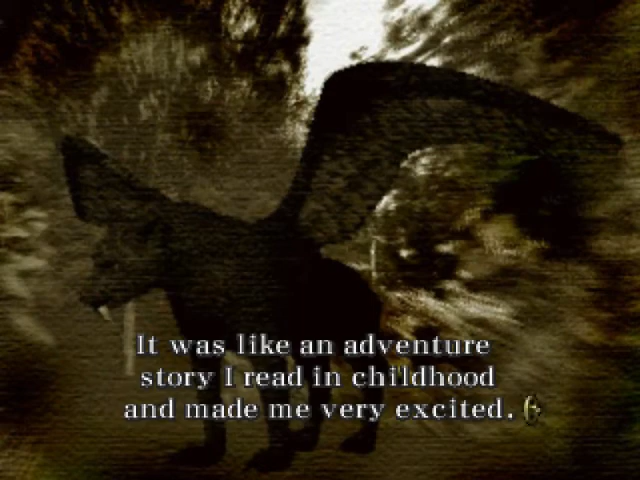 It was like an adventure
story I read in childhood
and made me very excited.